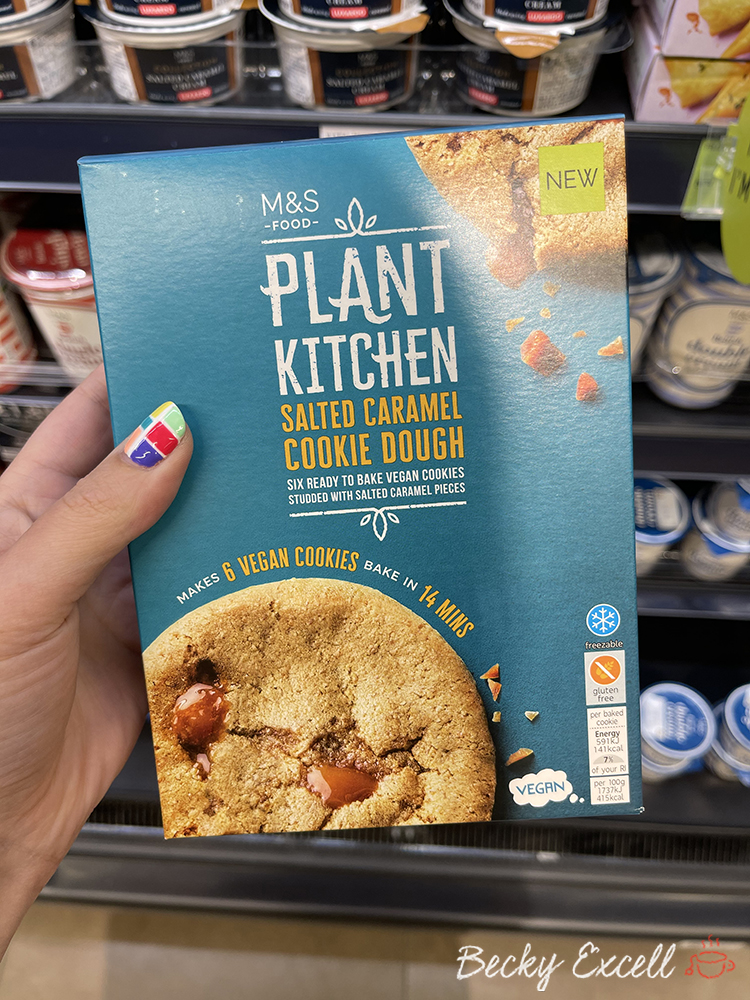 M&S
-FOOD-
NEW
PLANT
KITCHEN
SALTED CARAMEL
COOKIE DOUGH
SIX READY TO BAKE VEGAN COOKIES
STUDDED WITH SALTED CARAMEL PIECES
MAKES 6 VEGAN COOKIES BAKE IN 14 MINS
freezable
gluten
free
per baked
cookie
Energy
591kJ
141kcal
7%
of your RI
per 100g
1737kJ
415kcal
VEGAN
Becky Excell